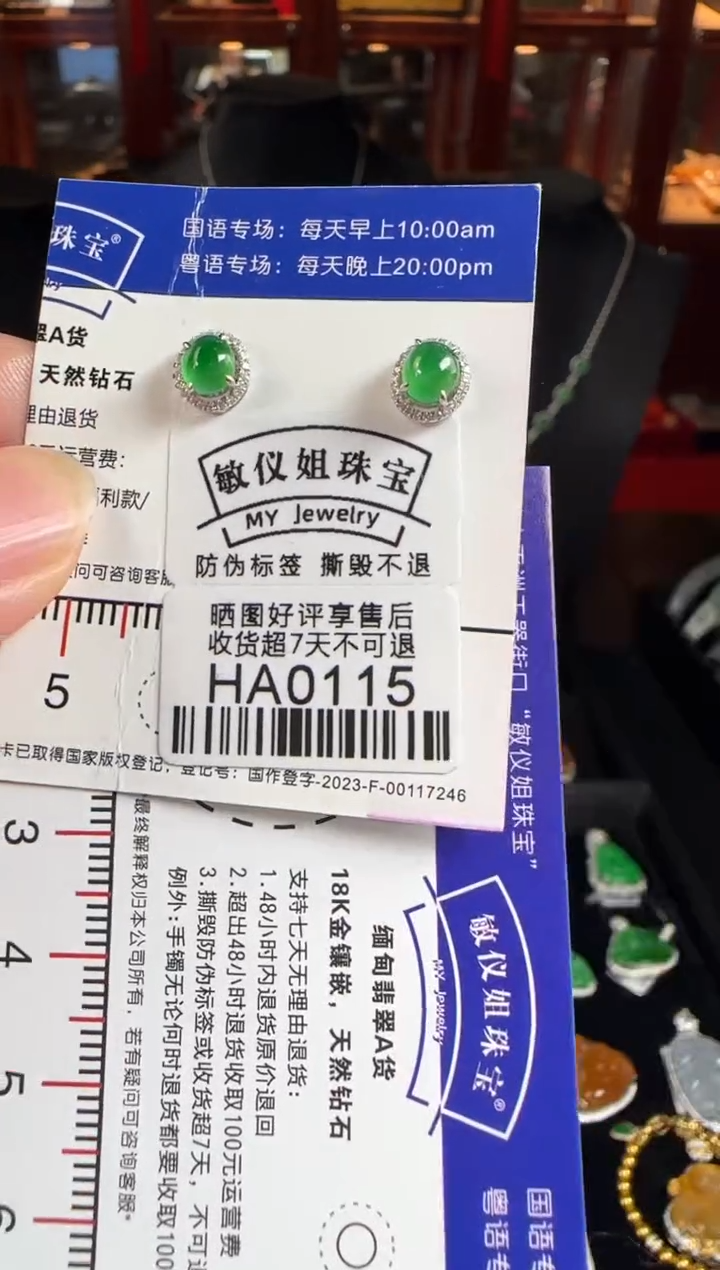 珠宝®
国语专场：每天早上10:00am
粤语专场：每天晚上20:00pm
A货
天然钻石
理由退货
运营费：
利款/
问可咨询客服
敏仪姐珠宝
MY Jewelry
防伪标签 撕毁不退
晒图好评享售后
收货超7天不可退
HA0115
5
卡已取得国家版权登记，登记号：国作登字-2023-F-00117246
3
4
5
6
“敏仪姐珠宝”
敏仪姐珠宝®
MY Jewelry
缅甸翡翠A货
18K金镶嵌，天然钻石
支持七天无理由退货：
1.48小时内退货原价退回
2.超出48小时退货收取100元运营费
3.撕毁防伪标签或收货超7天，不可
例外：手镯无论何时退货都要收取100
最终解释权归本公司所有，若有疑问可咨询客服*
国语专
粤语专